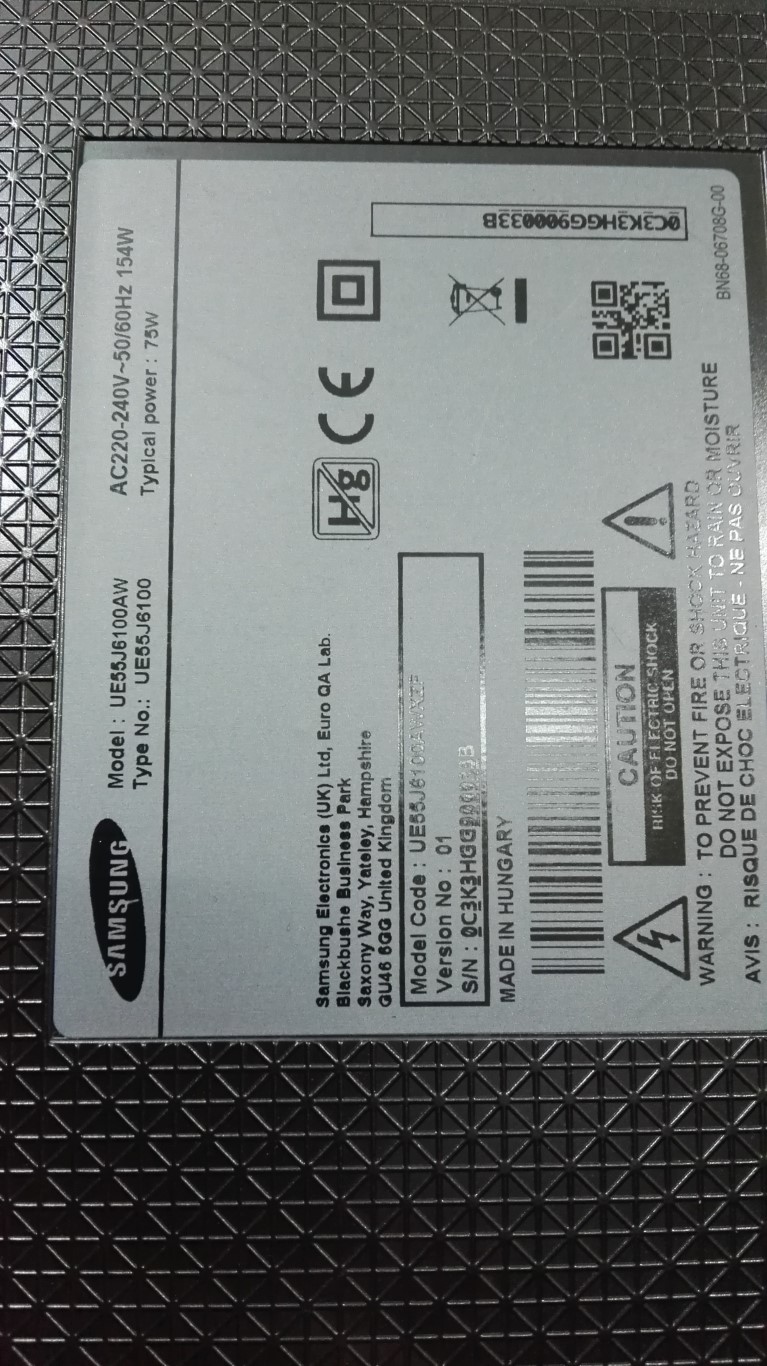 SAMSUNG
Model : UE55J6100AW
Type No.: UE55J6100
AC220-240V~50/60Hz 154W
Typical power : 75W
Samsung Electronics (UK) Ltd, Euro QA Lab.
Blackbushe Business Park
Saxony Way, Yateley, Hampshire
GU46 6GG United Kingdom
Hg
CE
Model Code : UE55J6100AWXZF
Version No : 01
S/N : 0C3K3HGG900033B
MADE IN HUNGARY
0C3K3HGG900033B
CAUTION
RISK OF ELECTRIC SHOCK
DO NOT OPEN
WARNING : TO PREVENT FIRE OR SHOCK HAZARD
DO NOT EXPOSE THIS UNIT TO RAIN OR MOISTURE
AVIS : RISQUE DE CHOC ELECTRIQUE - NE PAS OUVRIR
BN68-06708G-00